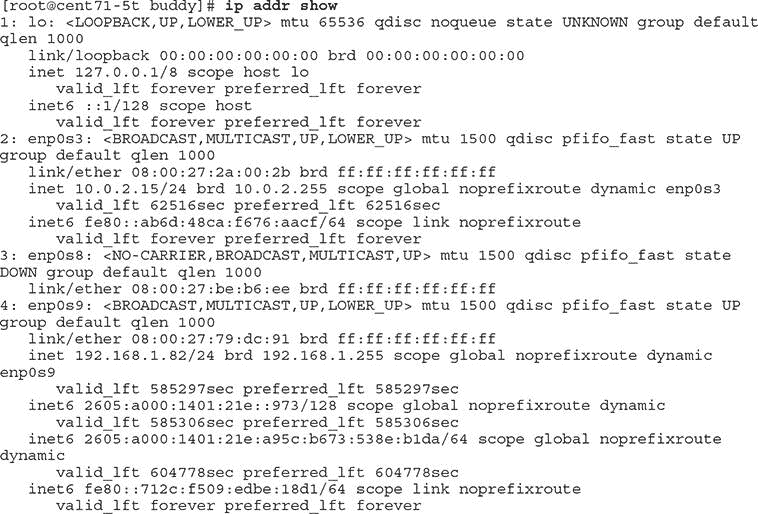 [root@cent71-5t buddy]# ip addr show
1: lo: <LOOPBACK,UP,LOWER_UP> mtu 65536 qdisc noqueue state UNKNOWN group default
qlen 1000
link/loopback 00:00:00:00:00:00 brd 00:00:00:00:00:00
inet 127.0.0.1/8 scope host lo
valid_lft forever preferred_lft forever
inet6 ::1/128 scope host
valid_lft forever preferred_lft forever
2: enp0s3: <BROADCAST,MULTICAST,UP,LOWER_UP> mtu 1500 qdisc pfifo_fast state UP
group default qlen 1000
link/ether 08:00:27:2a:00:2b brd ff:ff:ff:ff:ff:ff
inet 10.0.2.15/24 brd 10.0.2.255 scope global noprefixroute dynamic enp0s3
valid_lft 62516sec preferred_lft 62516sec
inet6 fe80::ab6d:48ca:f676:aacf/64 scope link noprefixroute
valid_lft forever preferred_lft forever
3: enp0s8: <NO-CARRIER,BROADCAST,MULTICAST,UP> mtu 1500 qdisc pfifo_fast state
DOWN group default qlen 1000
link/ether 08:00:27:be:b6:ee brd ff:ff:ff:ff:ff:ff
4: enp0s9: <BROADCAST,MULTICAST,UP,LOWER_UP> mtu 1500 qdisc pfifo_fast state UP
group default qlen 1000
link/ether 08:00:27:79:dc:91 brd ff:ff:ff:ff:ff:ff
inet 192.168.1.82/24 brd 192.168.1.255 scope global noprefixroute dynamic
enp0s9
valid_lft 585297sec preferred_lft 585297sec
inet6 2605:a000:1401:21e::973/128 scope global noprefixroute dynamic
valid_lft 585306sec preferred_lft 585306sec
inet6 2605:a000:1401:21e:a95c:b673:538e:b1da/64 scope global noprefixroute
dynamic
valid_lft 604778sec preferred_lft 604778sec
inet6 fe80::712c:f509:edbe:18d1/64 scope link noprefixroute
valid_lft forever preferred_lft forever